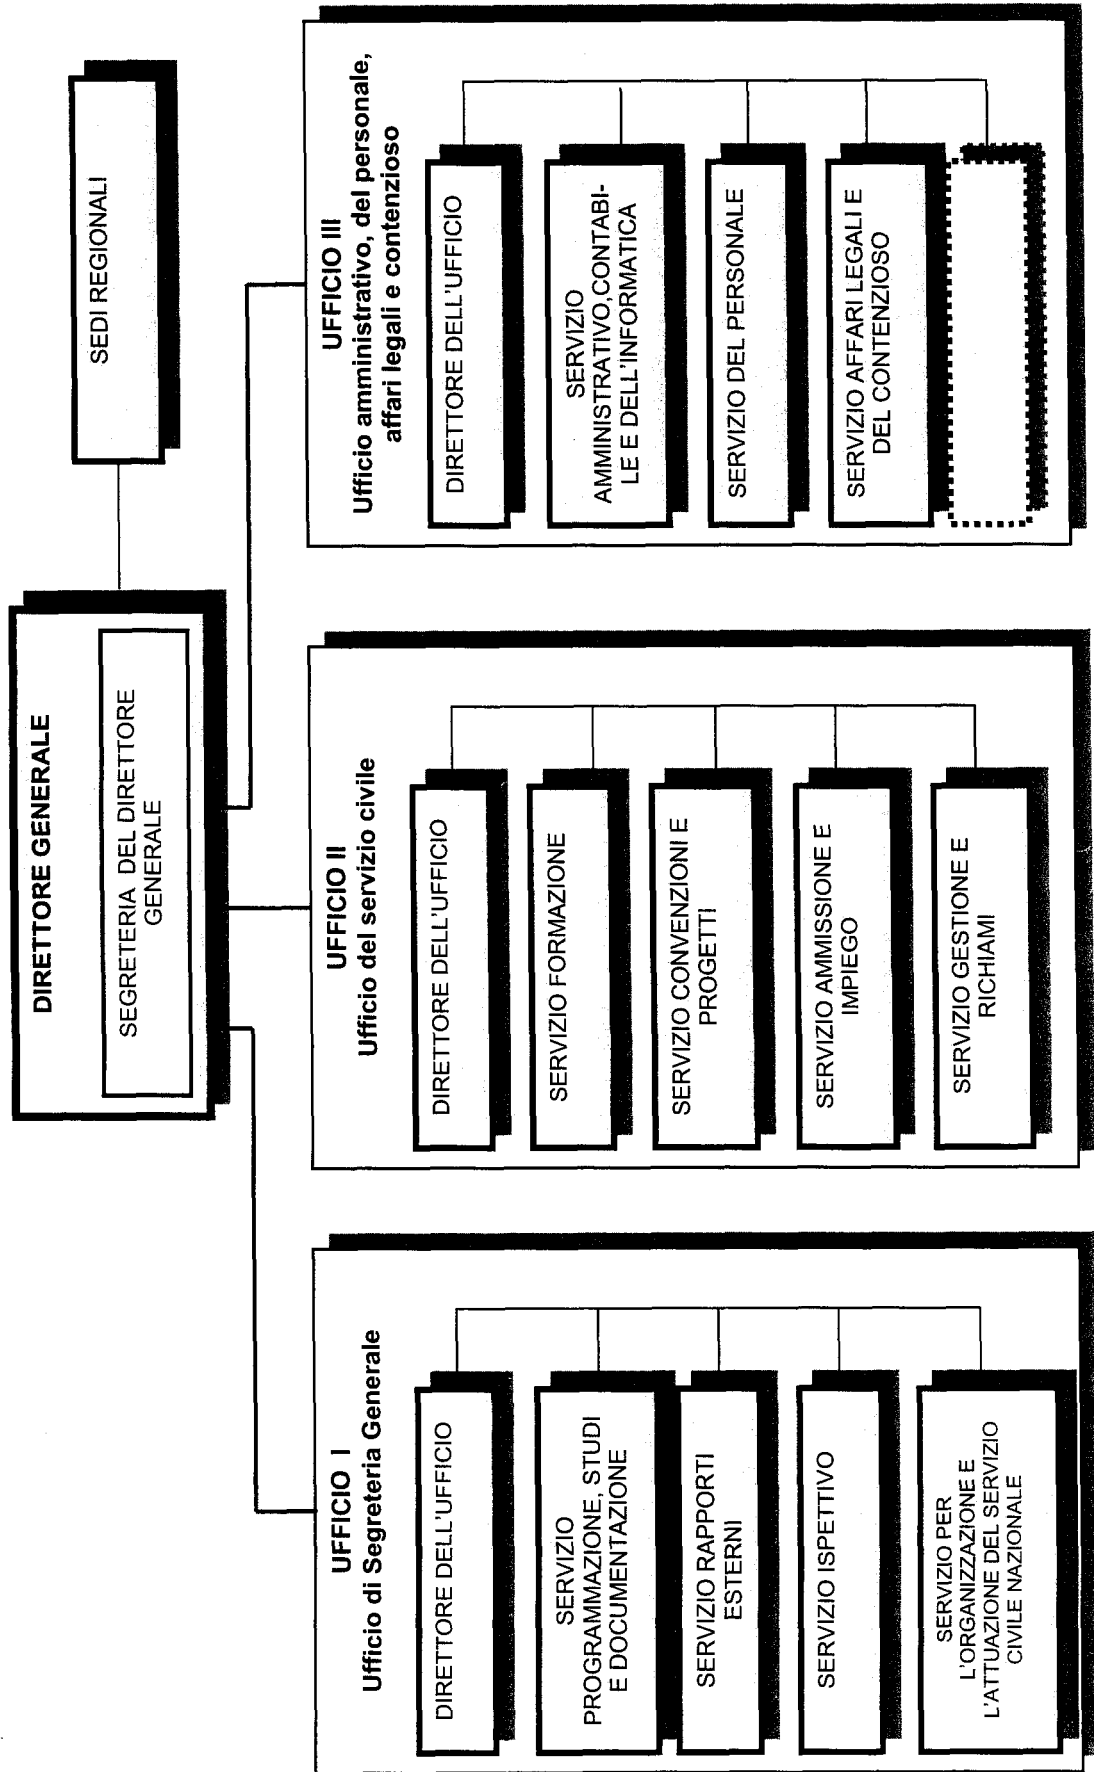 DIRETTORE GENERALE
SEGRETERIA DEL DIRETTORE
GENERALE
SEDI REGIONALI
UFFICIO I
Ufficio di Segreteria Generale
DIRETTORE DELL'UFFICIO
SERVIZIO
PROGRAMMAZIONE, STUDI
E DOCUMENTAZIONE
SERVIZIO RAPPORTI
ESTERNI
SERVIZIO ISPETTIVO
SERVIZIO PER
L'ORGANIZZAZIONE E
L'ATTUAZIONE DEL SERVIZIO
CIVILE NAZIONALE
UFFICIO II
Ufficio del servizio civile
DIRETTORE DELL'UFFICIO
SERVIZIO FORMAZIONE
SERVIZIO CONVENZIONI E
PROGETTI
SERVIZIO AMMISSIONE E
IMPIEGO
SERVIZIO GESTIONE E
RICHIAMI
UFFICIO III
Ufficio amministrativo, del personale,
affari legali e contenzioso
DIRETTORE DELL'UFFICIO
SERVIZIO
AMMINISTRATIVO,CONTABI-
LE E DELL'INFORMATICA
SERVIZIO DEL PERSONALE
SERVIZIO AFFARI LEGALI E
DEL CONTENZIOSO